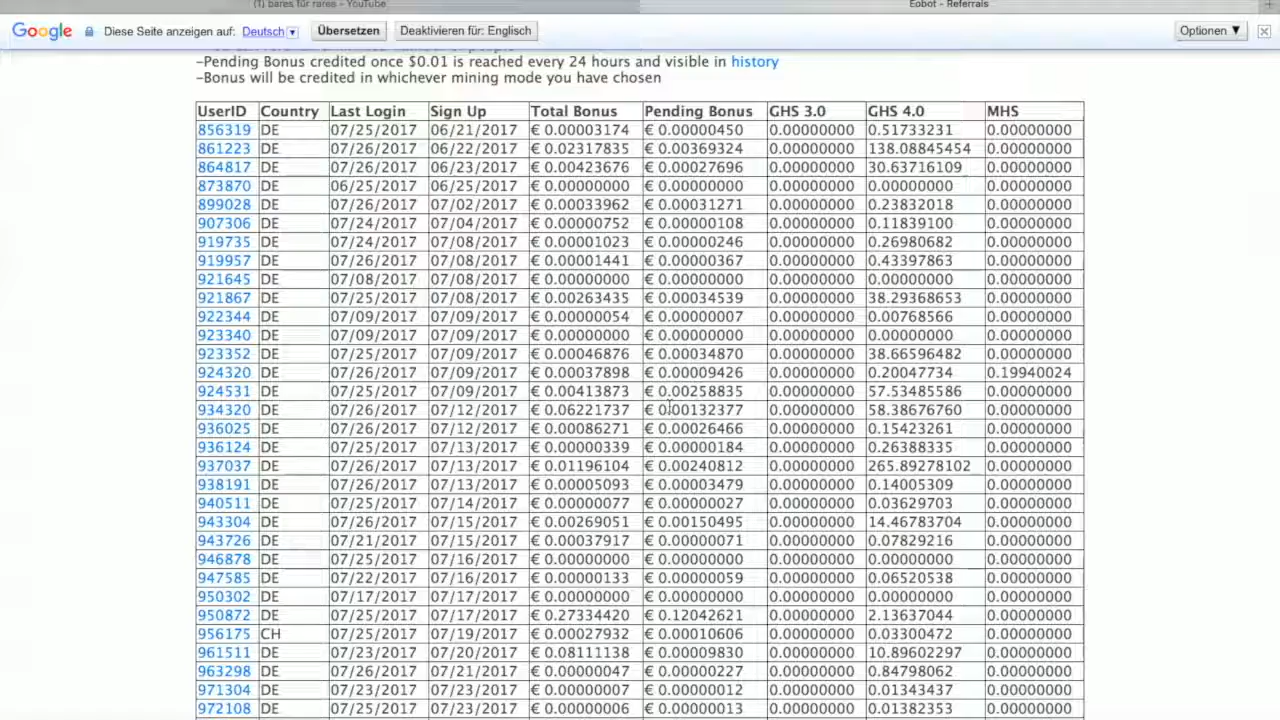 (1) bares für rares – YouTube Eobot - Referrals
Google Diese Seite anzeigen auf: Deutsch Übersetzen Deaktivieren für: Englisch Optionen ▼
-Pending Bonus credited once $0.01 is reached every 24 hours and visible in history
-Bonus will be credited in whichever mining mode you have chosen
UserID Country Last Login Sign Up Total Bonus Pending Bonus GHS 3.0 GHS 4.0 MHS
856319 DE 07/25/2017 06/21/2017 € 0.00003174 € 0.00000450 0.00000000 0.51733231 0.00000000
861223 DE 07/26/2017 06/22/2017 € 0.02317835 € 0.00369324 0.00000000 138.08845454 0.00000000
864817 DE 07/26/2017 06/23/2017 € 0.00423676 € 0.00027696 0.00000000 30.63716109 0.00000000
873870 DE 06/25/2017 06/25/2017 € 0.00000000 € 0.00000000 0.00000000 0.00000000 0.00000000
899028 DE 07/26/2017 07/02/2017 € 0.00033962 € 0.00031271 0.00000000 0.23832018 0.00000000
907306 DE 07/24/2017 07/04/2017 € 0.00000752 € 0.00000108 0.00000000 0.11839100 0.00000000
919735 DE 07/24/2017 07/08/2017 € 0.00001023 € 0.00000246 0.00000000 0.26980682 0.00000000
919957 DE 07/26/2017 07/08/2017 € 0.00001441 € 0.00000367 0.00000000 0.43397863 0.00000000
921645 DE 07/08/2017 07/08/2017 € 0.00000000 € 0.00000000 0.00000000 0.00000000 0.00000000
921867 DE 07/25/2017 07/08/2017 € 0.00263435 € 0.00034539 0.00000000 38.29368653 0.00000000
922344 DE 07/09/2017 07/09/2017 € 0.00000054 € 0.00000007 0.00000000 0.00768566 0.00000000
923340 DE 07/09/2017 07/09/2017 € 0.00000000 € 0.00000000 0.00000000 0.00000000 0.00000000
923352 DE 07/25/2017 07/09/2017 € 0.00046876 € 0.00034870 0.00000000 38.66596482 0.00000000
924320 DE 07/26/2017 07/09/2017 € 0.00037898 € 0.00009426 0.00000000 0.20047734 0.19940024
924531 DE 07/25/2017 07/09/2017 € 0.00413873 € 0.00258835 0.00000000 57.53485586 0.00000000
934320 DE 07/26/2017 07/12/2017 € 0.06221737 € 0.00132377 0.00000000 58.38676760 0.00000000
936025 DE 07/26/2017 07/12/2017 € 0.00086271 € 0.00026466 0.00000000 0.15423261 0.00000000
936124 DE 07/25/2017 07/13/2017 € 0.00000339 € 0.00000184 0.00000000 0.26388335 0.00000000
937037 DE 07/26/2017 07/13/2017 € 0.01196104 € 0.00240812 0.00000000 265.89278102 0.00000000
938191 DE 07/26/2017 07/13/2017 € 0.00005093 € 0.00003479 0.00000000 0.14005309 0.00000000
940511 DE 07/25/2017 07/14/2017 € 0.00000077 € 0.00000027 0.00000000 0.03629703 0.00000000
943304 DE 07/26/2017 07/15/2017 € 0.00269051 € 0.00150495 0.00000000 14.46783704 0.00000000
943726 DE 07/21/2017 07/15/2017 € 0.00037917 € 0.00000071 0.00000000 0.07829216 0.00000000
946878 DE 07/16/2017 07/16/2017 € 0.00000000 € 0.00000000 0.00000000 0.00000000 0.00000000
947585 DE 07/22/2017 07/16/2017 € 0.00000133 € 0.00000059 0.00000000 0.06520538 0.00000000
950302 DE 07/17/2017 07/17/2017 € 0.00000000 € 0.00000000 0.00000000 0.00000000 0.00000000
950872 DE 07/25/2017 07/17/2017 € 0.27334420 € 0.12042621 0.00000000 2.13637044 0.00000000
956175 CH 07/25/2017 07/19/2017 € 0.00027932 € 0.00010606 0.00000000 0.03300472 0.00000000
961511 DE 07/23/2017 07/20/2017 € 0.08111138 € 0.00009830 0.00000000 10.89602297 0.00000000
963298 DE 07/26/2017 07/21/2017 € 0.00000047 € 0.00000227 0.00000000 0.84798062 0.00000000
971304 DE 07/23/2017 07/23/2017 € 0.00000007 € 0.00000012 0.00000000 0.01343437 0.00000000
972108 DE 07/25/2017 07/23/2017 € 0.00000006 € 0.00000013 0.00000000 0.01382353 0.00000000